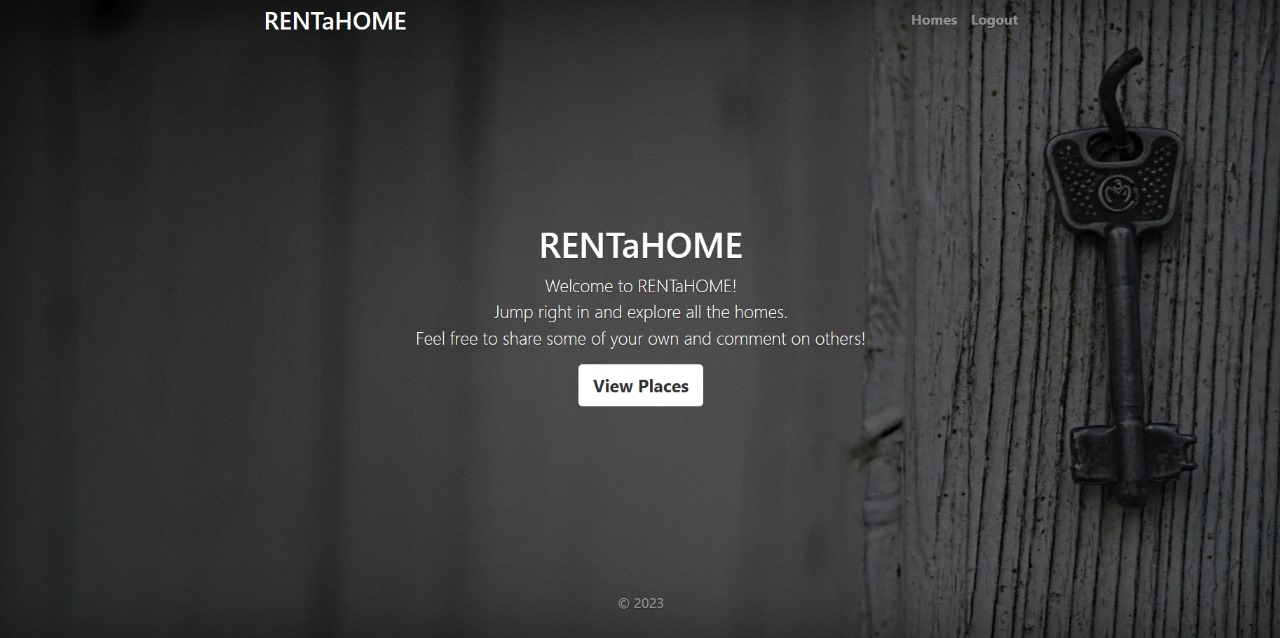 RENTaHOME
Homes Logout
RENTaHOME
Welcome to RENTaHOME!
Jump right in and explore all the homes.
Feel free to share some of your own and comment on others!
View Places
© 2023